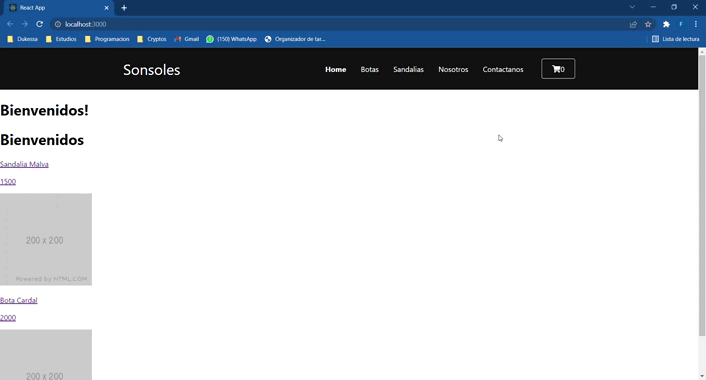 React App
localhost:3000
Dukessa Estudios Programacion Cryptos Gmail (150) WhatsApp Organizador de tar... Lista de lectura
Sonsoles Home Botas Sandalias Nosotros Contactanos 0
Bienvenidos!
Bienvenidos
Sandalia Malva
1500
200 x 200
Powered by HTML.COM
Bota Cardal
2000
200 x 200